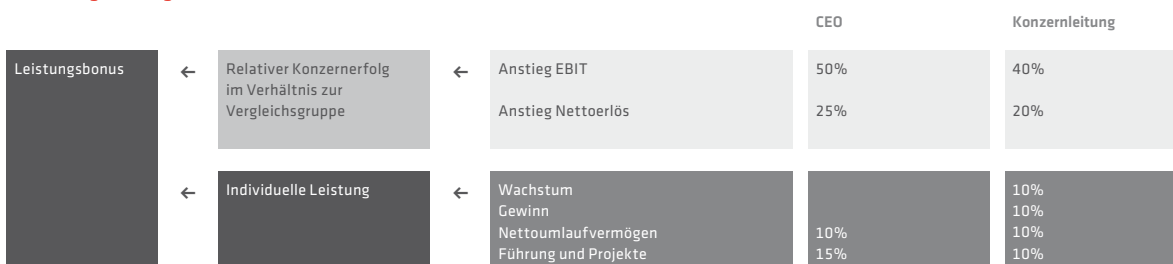 CEO Konzernleitung
Leistungsbonus ← Relativer Konzernerfolg ← Anstieg EBIT 50% 40%
im Verhältnis zur
Vergleichsgruppe Anstieg Nettoerlös 25% 20%
← Individuelle Leistung ← Wachstum 10%
Gewinn 10%
Nettoumlaufvermögen 10% 10%
Führung und Projekte 15% 10%